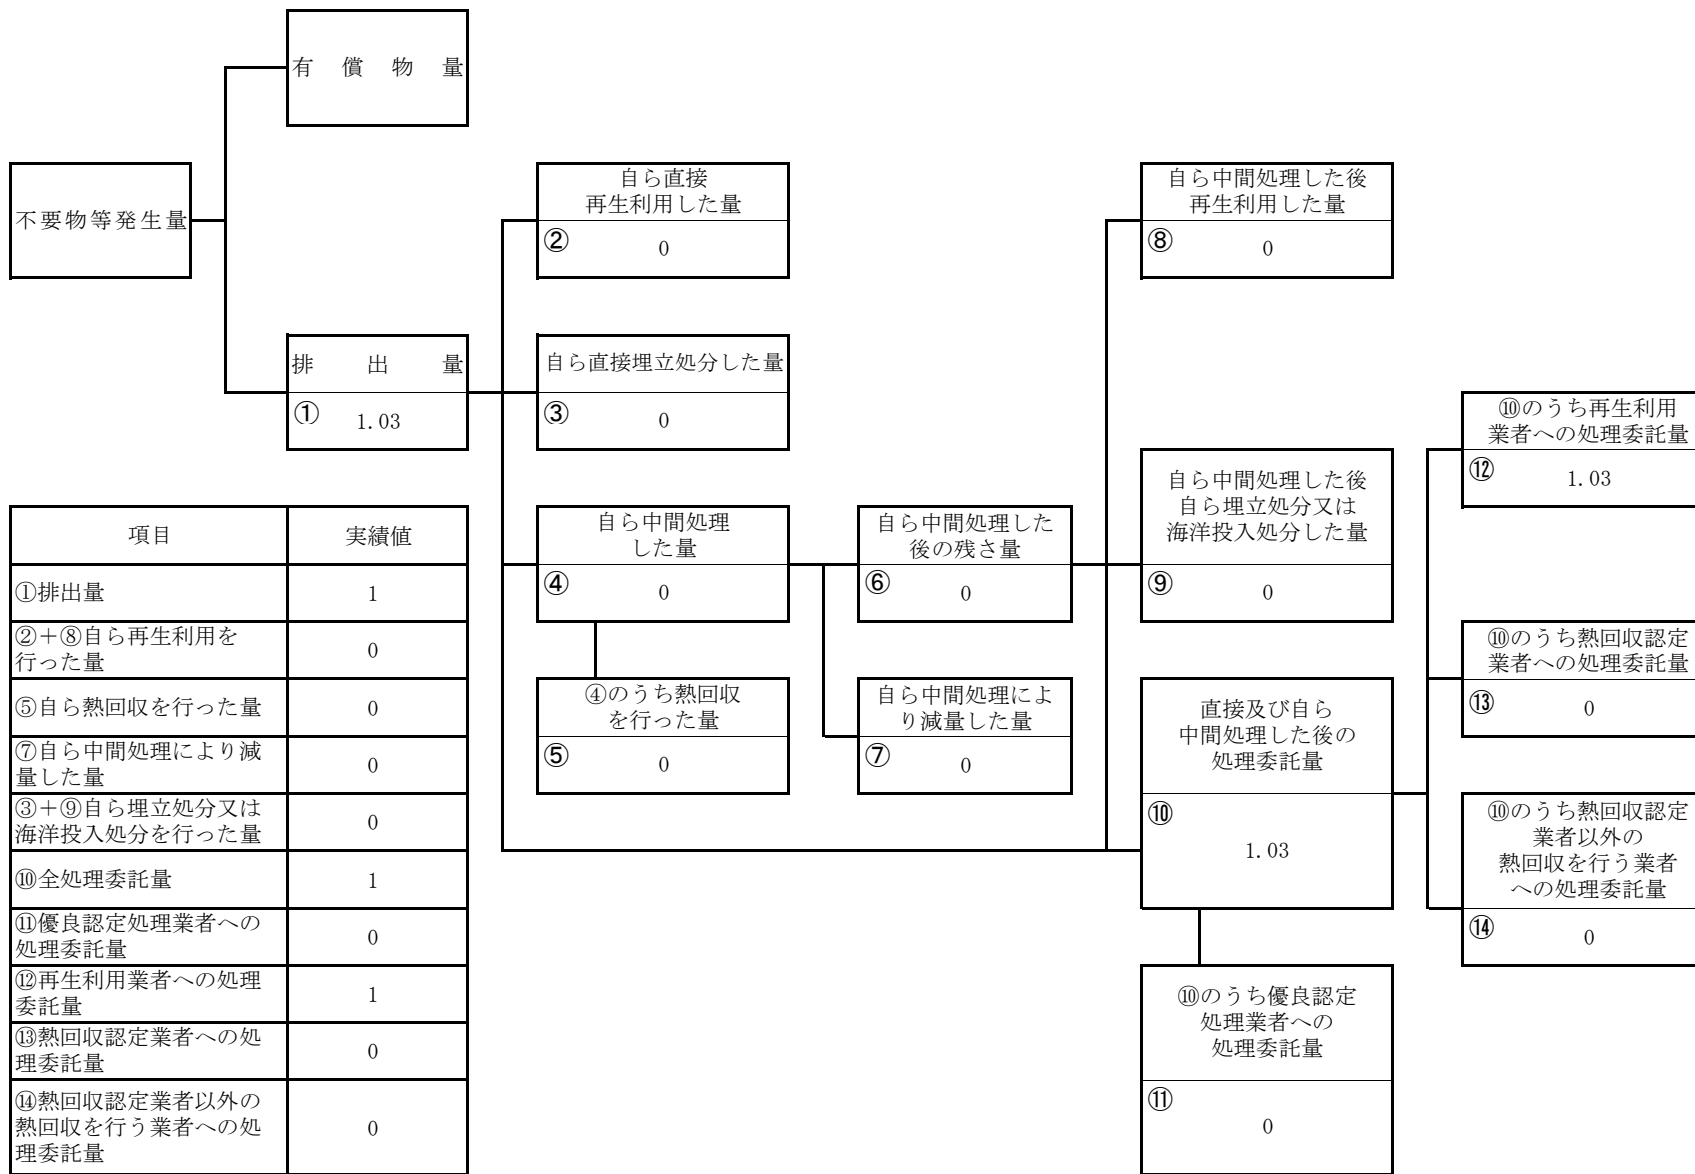 有償物量
不要物等発生量
排出量
① 1.03
自ら直接
再生利用した量
② 0
自ら直接埋立処分した量
③ 0
自ら中間処理
した量
④ 0
④のうち熱回収
を行った量
⑤ 0
自ら中間処理した
後の残さ量
⑥ 0
自ら中間処理によ
り減量した量
⑦ 0
自ら中間処理した後
再生利用した量
⑧ 0
自ら中間処理した後
自ら埋立処分又は
海洋投入処分した量
⑨ 0
直接及び自ら
中間処理した後の
処理委託量
⑩
1.03
⑩のうち優良認定
処理業者への
処理委託量
⑪
0
⑩のうち再生利用
業者への処理委託量
⑫ 1.03
⑩のうち熱回収認定
業者への処理委託量
⑬ 0
⑩のうち熱回収認定
業者以外の
熱回収を行う業者
への処理委託量
⑭ 0
項目 実績値
①排出量 1
②+⑧自ら再生利用を
行った量 0
⑤自ら熱回収を行った量 0
⑦自ら中間処理により減
量した量 0
③+⑨自ら埋立処分又は
海洋投入処分を行った量 0
⑩全処理委託量 1
⑪優良認定処理業者への
処理委託量 0
⑫再生利用業者への処理
委託量 1
⑬熱回収認定業者への処
理委託量 0
⑭熱回収認定業者以外の
熱回収を行う業者への処
理委託量 0